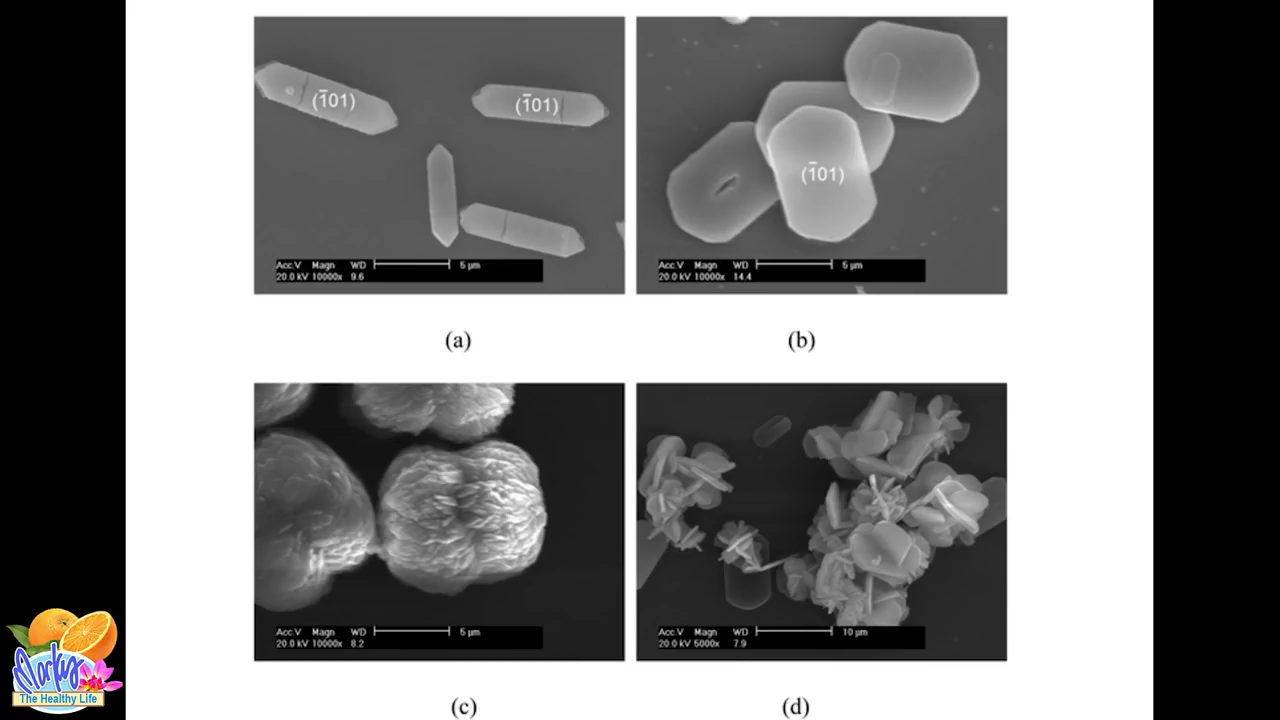 (1̅01)
(1̅01)
Acc.V Magn WD 5 µm
20.0 kV 10000x 9.6
(a)
(1̅01)
Acc.V Magn WD 5 µm
20.0 kV 10000x 14.4
(b)
Acc.V Magn WD 5 µm
20.0 kV 10000x 8.2
(c)
Acc.V Magn WD 10 µm
20.0 kV 5000x 7.9
(d)
Markus
The Healthy Life